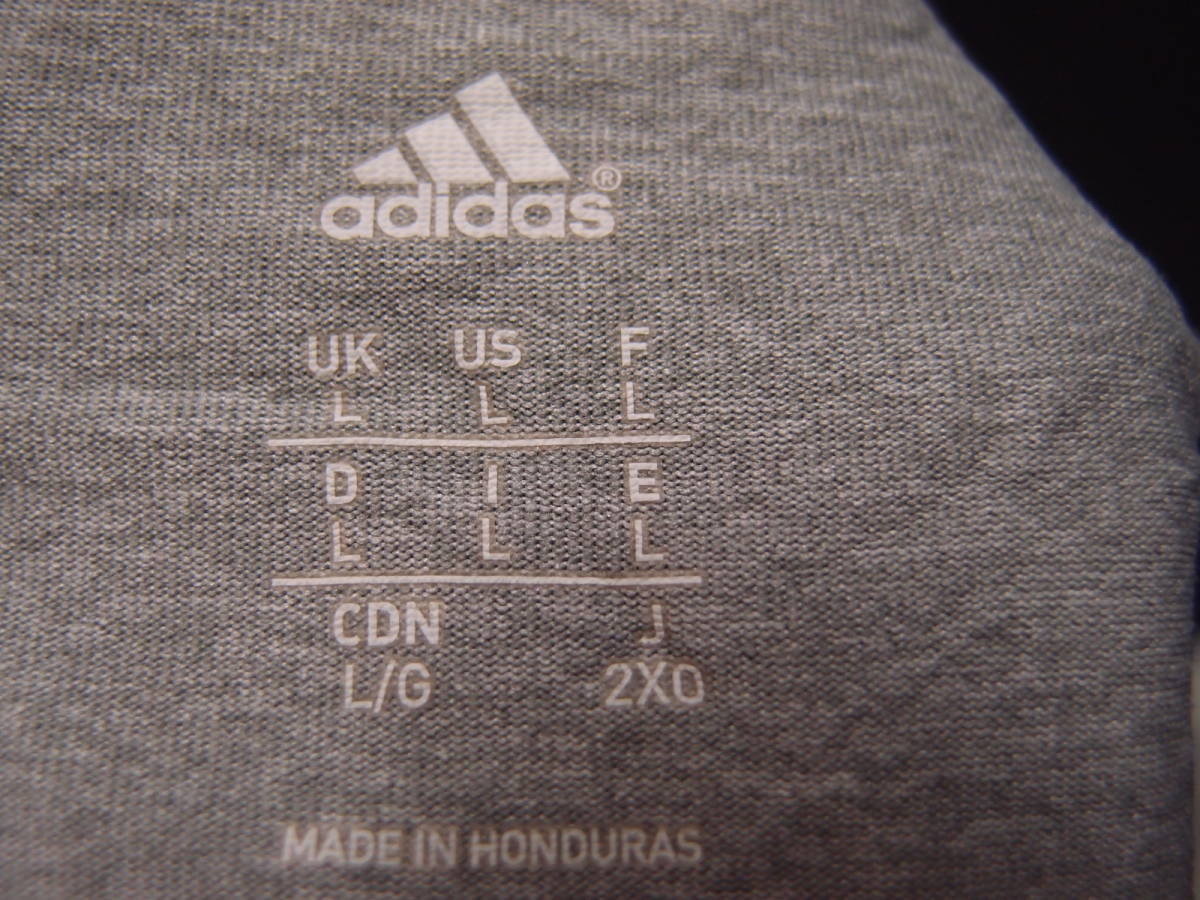 adidas®
UK US F
L L L
D I E
L L L
CDN J
L/G 2XO
MADE IN HONDURAS